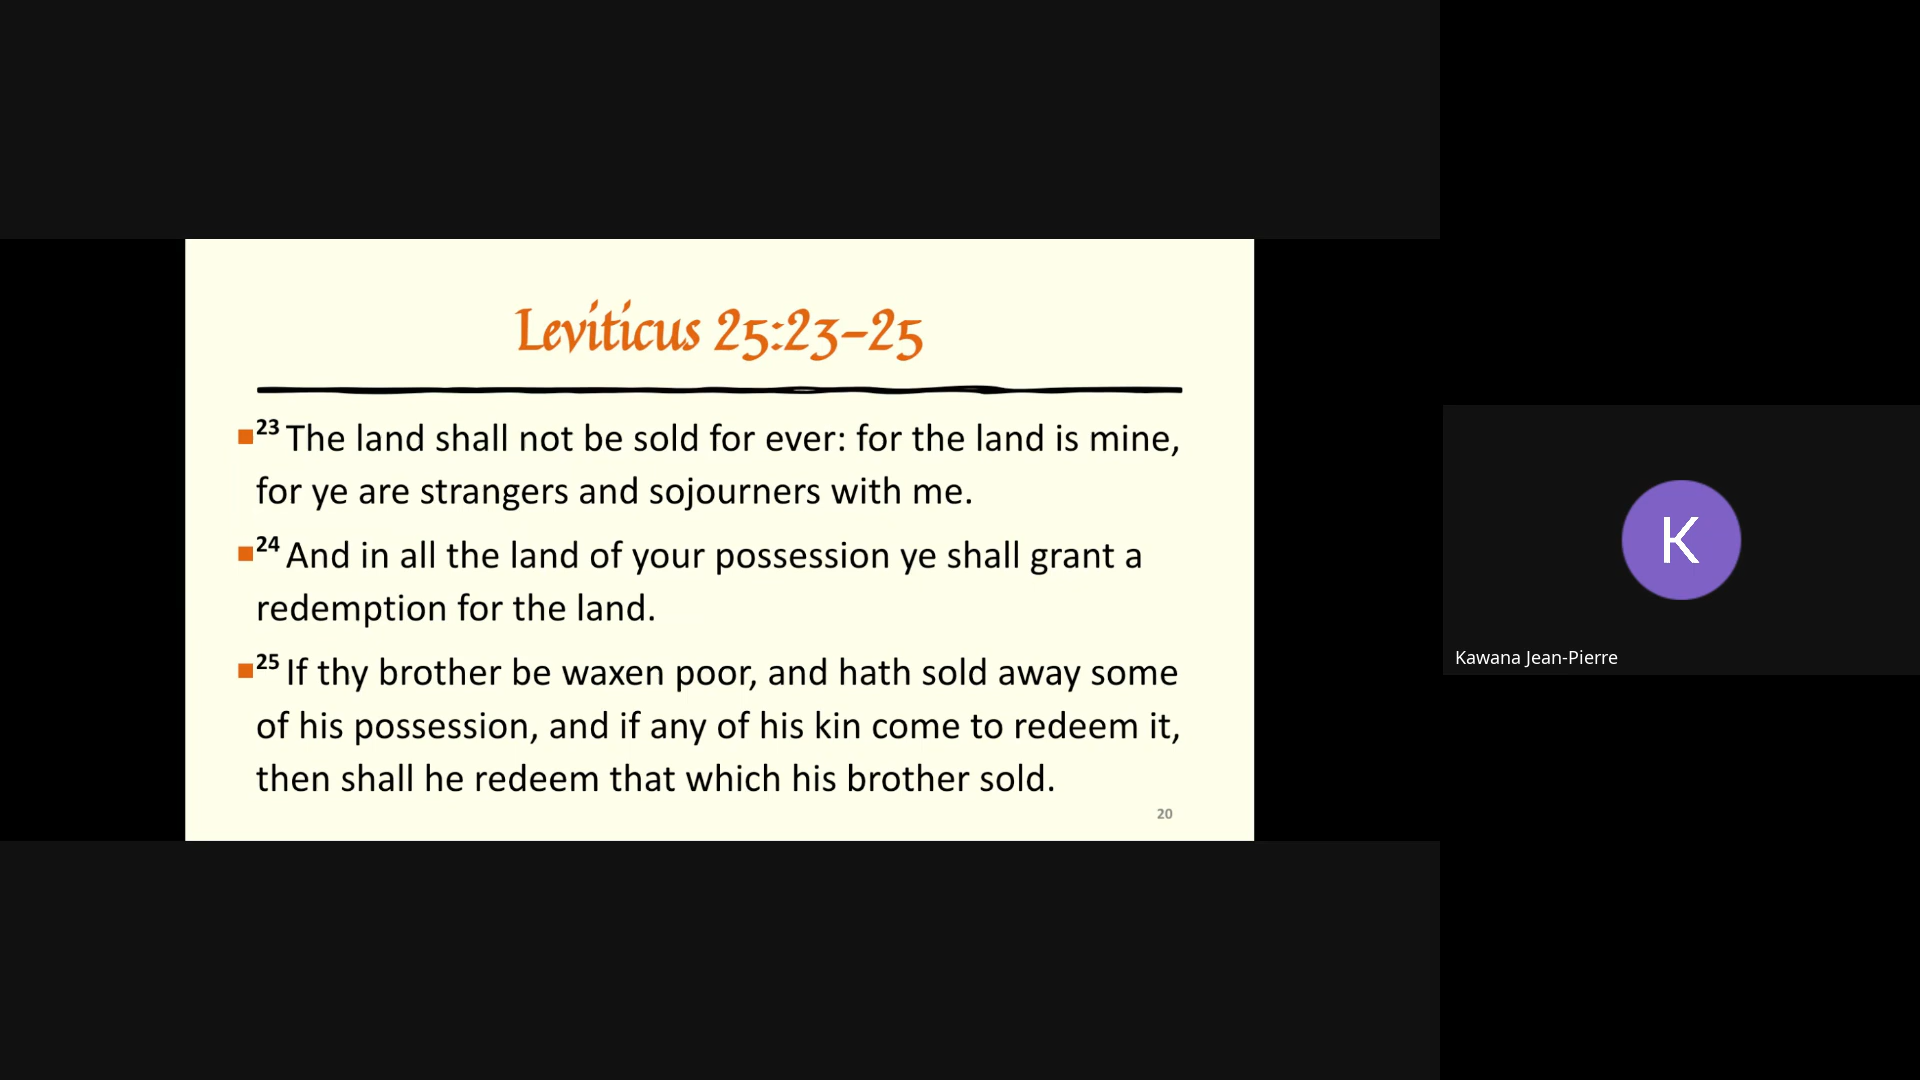 Leviticus 25:23–25
23 The land shall not be sold for ever: for the land is mine,
for ye are strangers and sojourners with me.
24 And in all the land of your possession ye shall grant a
redemption for the land.
25 If thy brother be waxen poor, and hath sold away some
of his possession, and if any of his kin come to redeem it,
then shall he redeem that which his brother sold.
20
K
Kawana Jean-Pierre